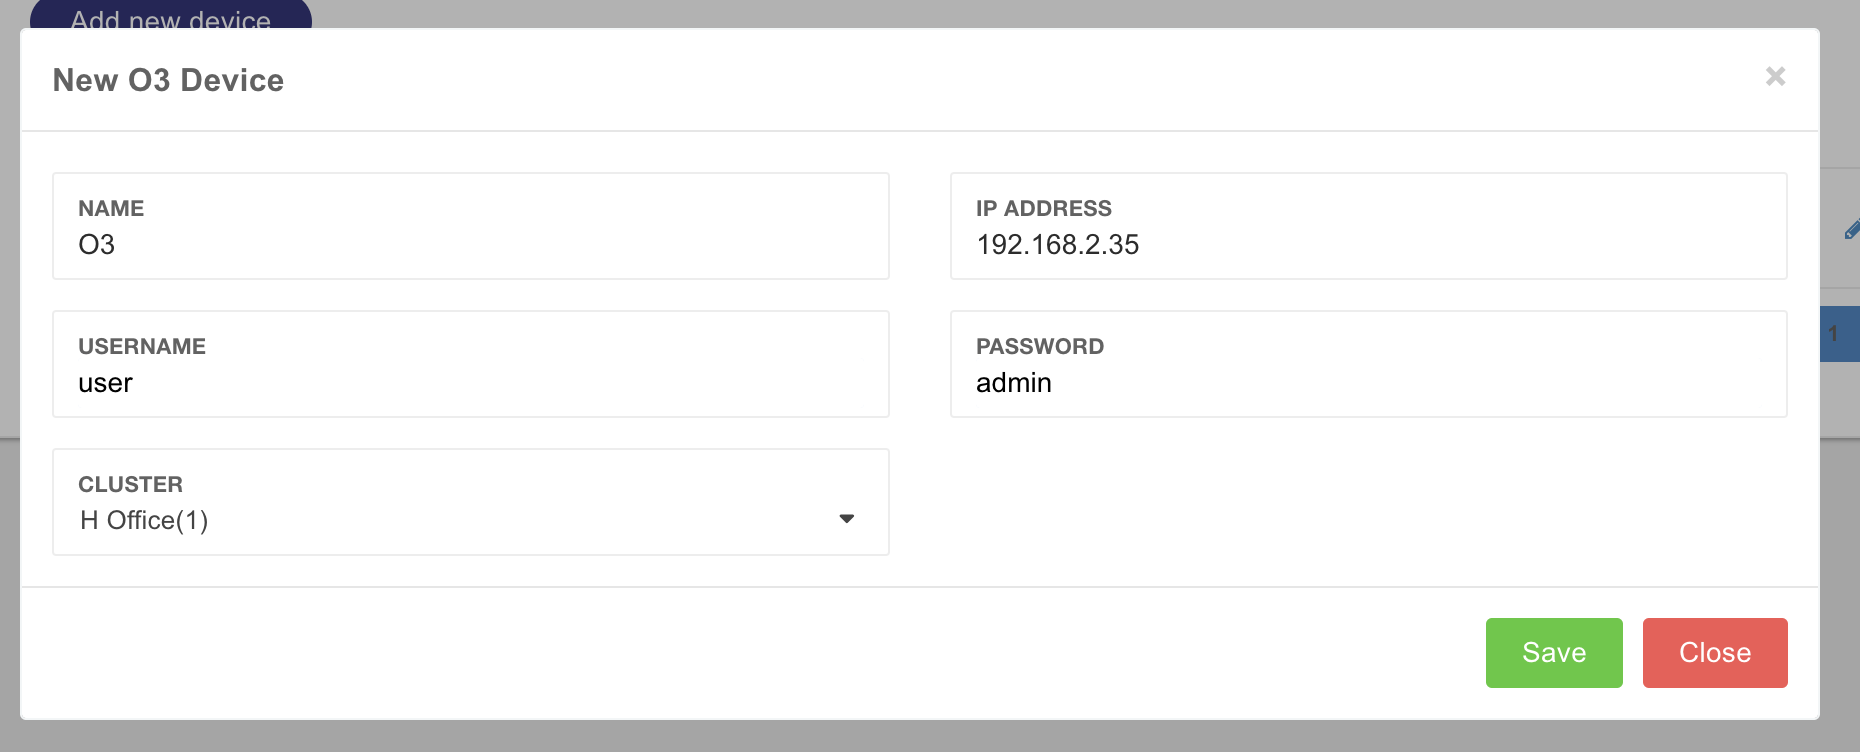 Add new device
New O3 Device
×
NAME
O3
IP ADDRESS
192.168.2.35
USERNAME
user
PASSWORD
admin
CLUSTER
H Office(1)
1
Save
Close